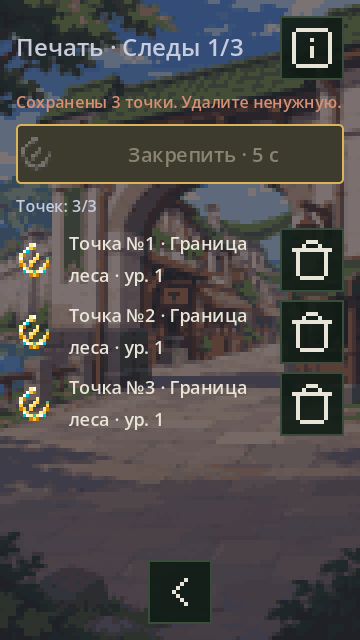 Печать · Следы 1/3
Сохранены 3 точки. Удалите ненужную.
Закрепить · 5 с
Точек: 3/3
Точка №1 · Граница
леса · ур. 1
Точка №2 · Граница
леса · ур. 1
Точка №3 · Граница
леса · ур. 1